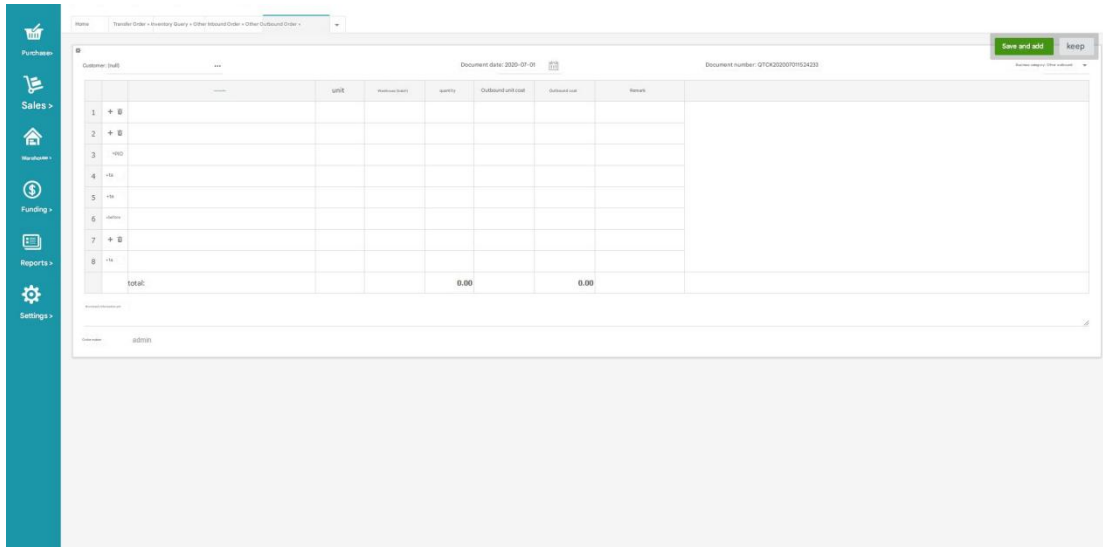 Home Transfer Order × Inventory Query × Other Inbound Order × Other Outbound Order ×
Save and add keep
Customer: (null) ... Document date: 2020-07-01 Document number: QTCK20200701152423
unit quantity Outbound unit cost Outbound cost Remark
1
2
3
4
5
6
7
8
total: 0.00 0.00
admin
Purchase>
Sales >
Funding >
Reports >
Settings >